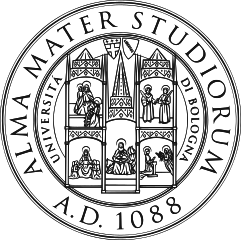 ALMA MATER STUDIORUM
A.D. 1088
UNIVERSITÀ
DI BOLOGNA